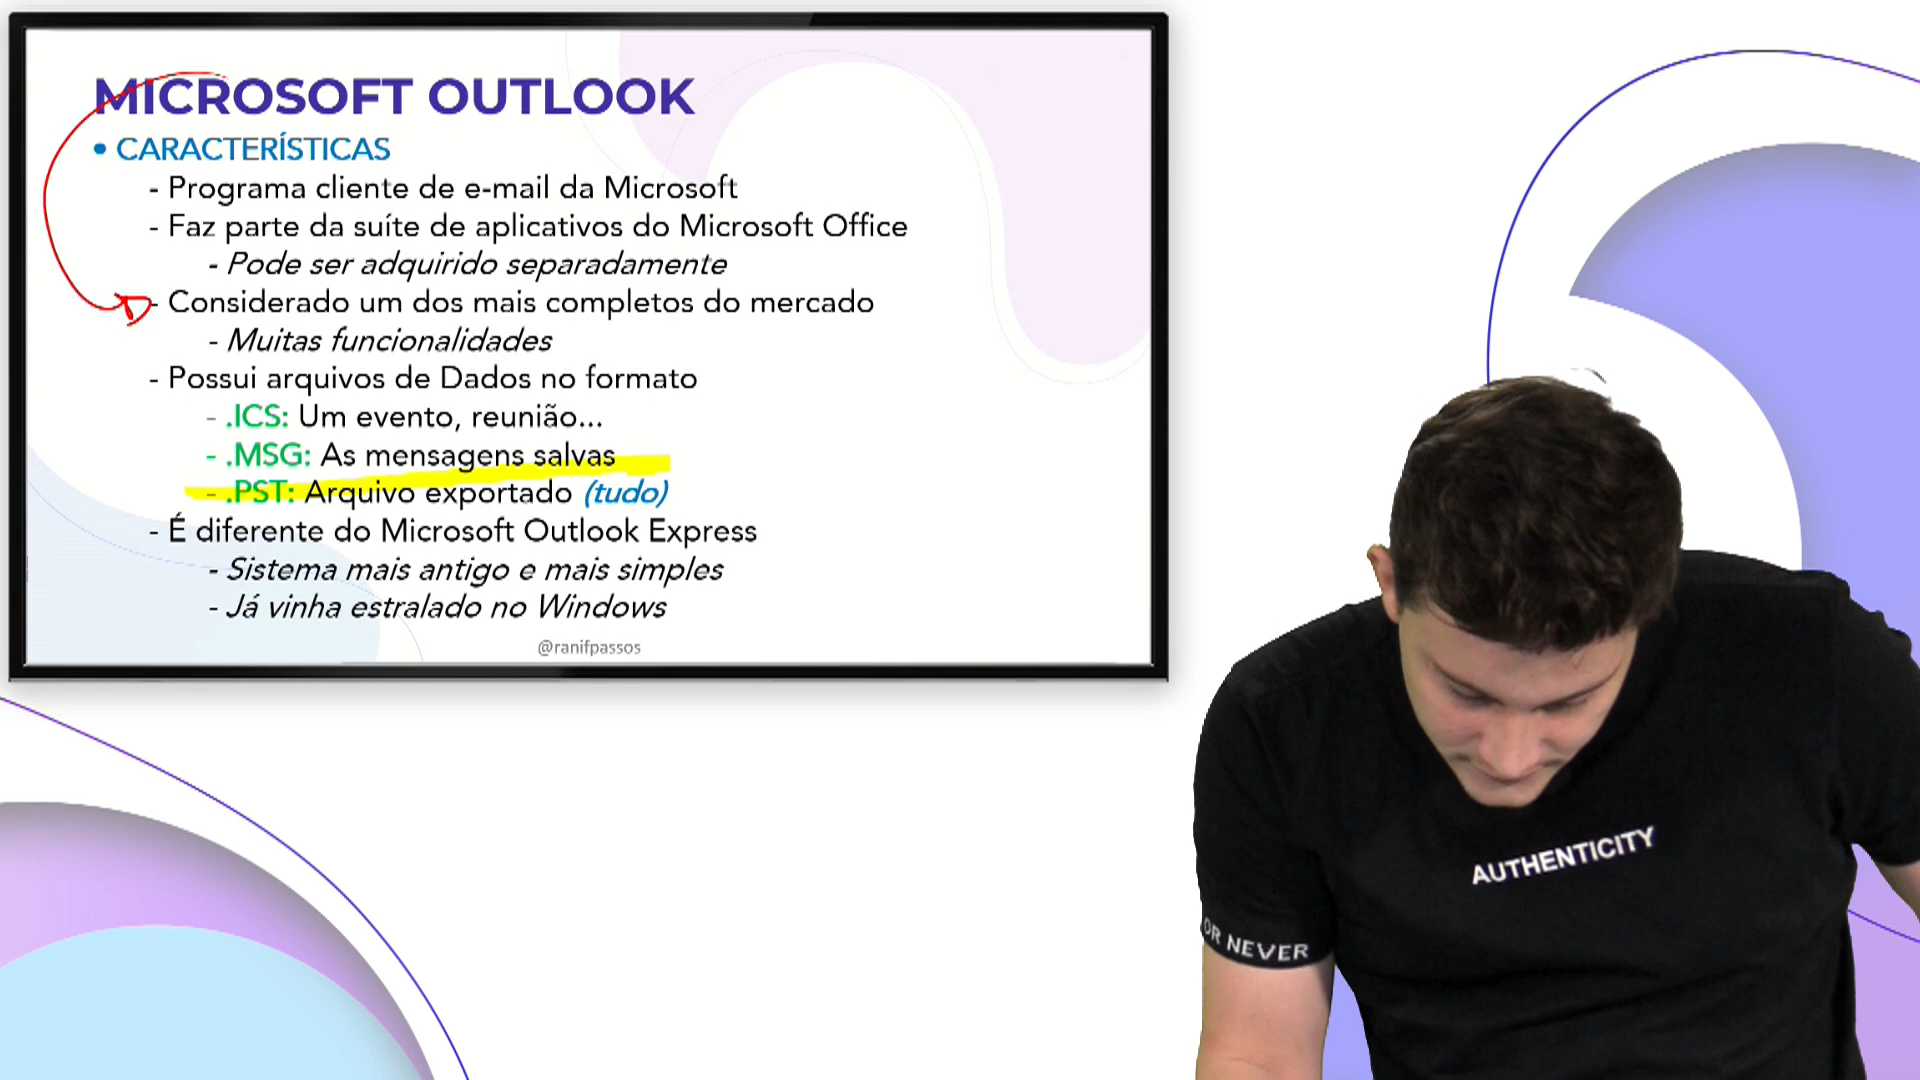 MICROSOFT OUTLOOK
• CARACTERÍSTICAS
- Programa cliente de e-mail da Microsoft
- Faz parte da suíte de aplicativos do Microsoft Office
- Pode ser adquirido separadamente
- Considerado um dos mais completos do mercado
- Muitas funcionalidades
- Possui arquivos de Dados no formato
- .ICS: Um evento, reunião...
- .MSG: As mensagens salvas
- .PST: Arquivo exportado (tudo)
- É diferente do Microsoft Outlook Express
- Sistema mais antigo e mais simples
- Já vinha estralado no Windows
@ranifpassos
AUTHENTICITY
OR NEVER